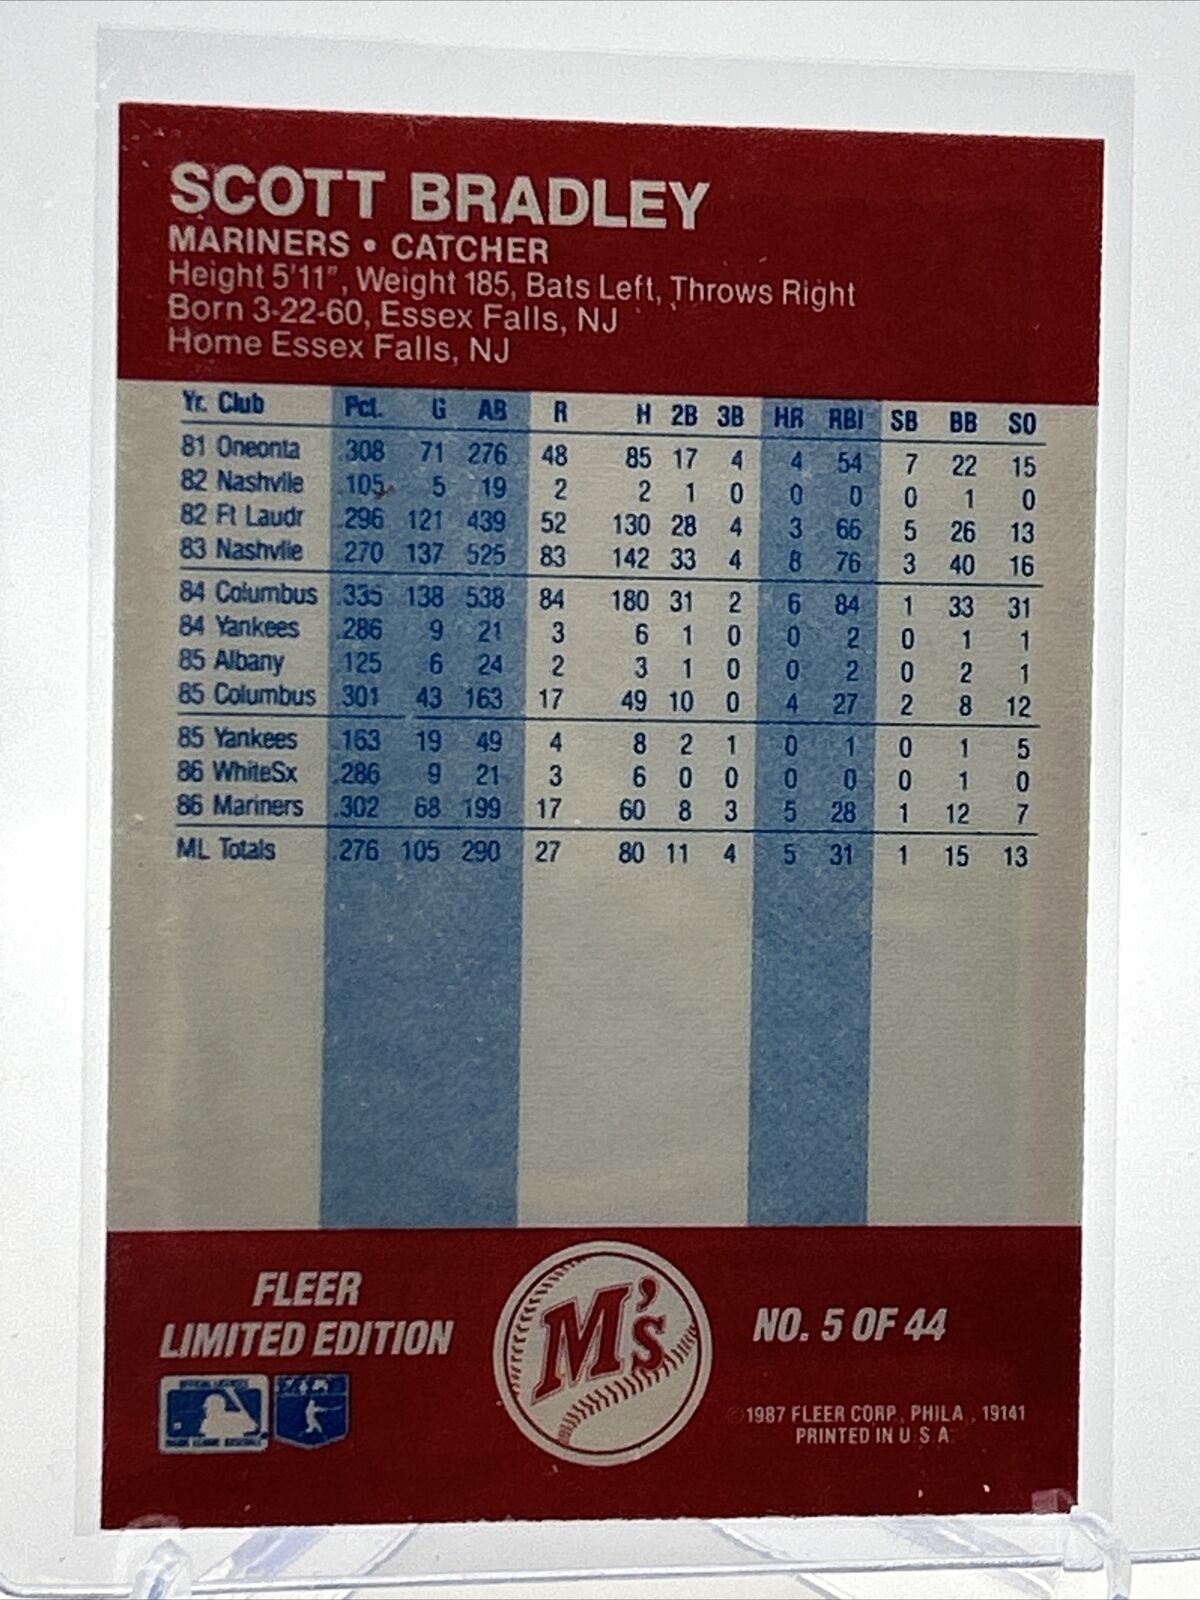 SCOTT BRADLEY
MARINERS • CATCHER
Height 5'11", Weight 185, Bats Left, Throws Right
Born 3-22-60, Essex Falls, NJ
Home Essex Falls, NJ
Yr. Club Pct. G AB R H 2B 3B HR RBI SB BB SO
81 Oneonta .308 71 276 48 85 17 4 4 54 7 22 15
82 Nashvlle .105 5 19 2 2 1 0 0 0 0 1 0
82 Ft Laudr .296 121 439 52 130 28 4 3 66 5 26 13
83 Nashvlle .270 137 525 83 142 33 4 8 76 3 40 16
84 Columbus .335 138 538 84 180 31 2 6 84 1 33 31
84 Yankees .286 9 21 3 6 1 0 0 2 0 1 1
85 Albany .125 6 24 2 3 1 0 0 2 0 2 1
85 Columbus .301 43 163 17 49 10 0 4 27 2 8 12
85 Yankees .163 19 49 4 8 2 1 0 1 0 1 5
86 WhiteSx .286 9 21 3 6 0 0 0 0 0 1 0
86 Mariners .302 68 199 17 60 8 3 5 28 1 12 7
ML Totals .276 105 290 27 80 11 4 5 31 1 15 13
FLEER
LIMITED EDITION
M's
NO. 5 OF 44
© 1987 FLEER CORP., PHILA., 19141
PRINTED IN U.S.A.